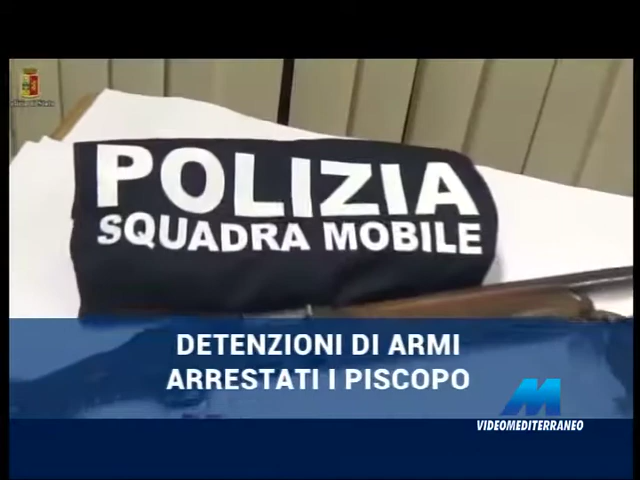 POLIZIA
SQUADRA MOBILE
DETENZIONI DI ARMI
ARRESTATI I PISCOPO
VIDEOMEDITERRANEO